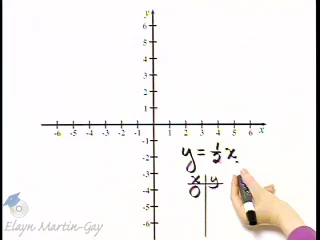 y
6
5
4
3
2
1
-6 -5 -4 -3 -2 -1 1 2 3 4 5 6 x
-1
-2
-3
-4
-5
-6
y = 1/2 x
x | y
0
Elayn Martin-Gay